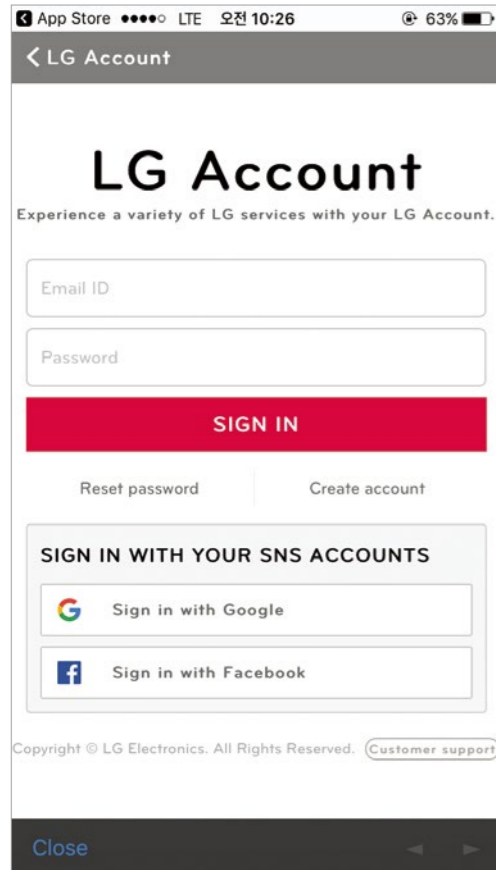 App Store LTE 오전 10:26 63%
LG Account
LG Account
Experience a variety of LG services with your LG Account.
Email ID
Password
SIGN IN
Reset password Create account
SIGN IN WITH YOUR SNS ACCOUNTS
Sign in with Google
Sign in with Facebook
Copyright © LG Electronics. All Rights Reserved. Customer support
Close